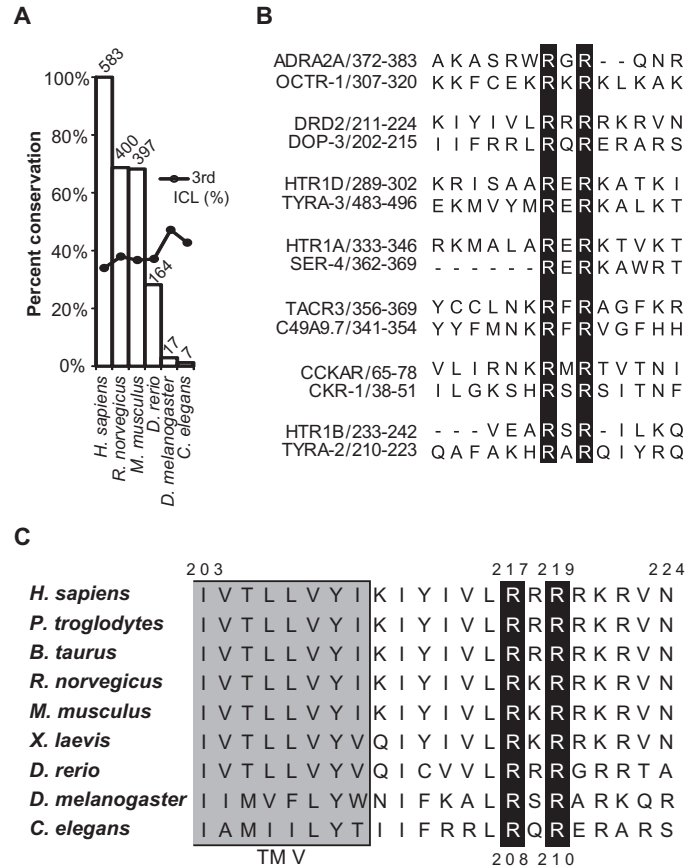 A
583
400
397
164
17
7
100%
80%
60%
40%
20%
0%
Percent conservation
3rd
ICL (%)
H. sapiens
R. norvegicus
M. musculus
D. rerio
D. melanogaster
C. elegans
B
ADRA2A/372-383 A K A S R W R G R - - Q N R
OCTR-1/307-320 K K F C E K R K R K L K A K
DRD2/211-224 K I Y I V L R R R R K R V N
DOP-3/202-215 I I F R R L R Q R E R A R S
HTR1D/289-302 K R I S A A R E R K A T K I
TYRA-3/483-496 E K M V Y M R E R K A L K T
HTR1A/333-346 R K M A L A R E R K T V K T
SER-4/362-369 - - - - - - R E R K A W R T
TACR3/356-369 Y C C L N K R F R A G F K R
C49A9.7/341-354 Y Y F M N K R F R V G F H H
CCKAR/65-78 V L I R N K R M R T V T N I
CKR-1/38-51 I L G K S H R S R S I T N F
HTR1B/233-242 - - - V E A R S R - I L K Q
TYRA-2/210-223 Q A F A K H R A R Q I Y R Q
C
203 217 219 224
H. sapiens I V T L L V Y I K I Y I V L R R R R K R V N
P. troglodytes I V T L L V Y I K I Y I V L R R R R K R V N
B. taurus I V T L L V Y I K I Y I V L R R R R K R V N
R. norvegicus I V T L L V Y I K I Y I V L R K R R K R V N
M. musculus I V T L L V Y I K I Y I V L R K R R K R V N
X. laevis I V T L L V Y V Q I Y I V L R K R R K R V N
D. rerio I V T L L V Y V Q I C V V L R R R G R R T A
D. melanogaster I I M V F L Y W N I F K A L R S R A R K Q R
C. elegans I A M I I L Y T I I F R R L R Q R E R A R S
TM V 208 210